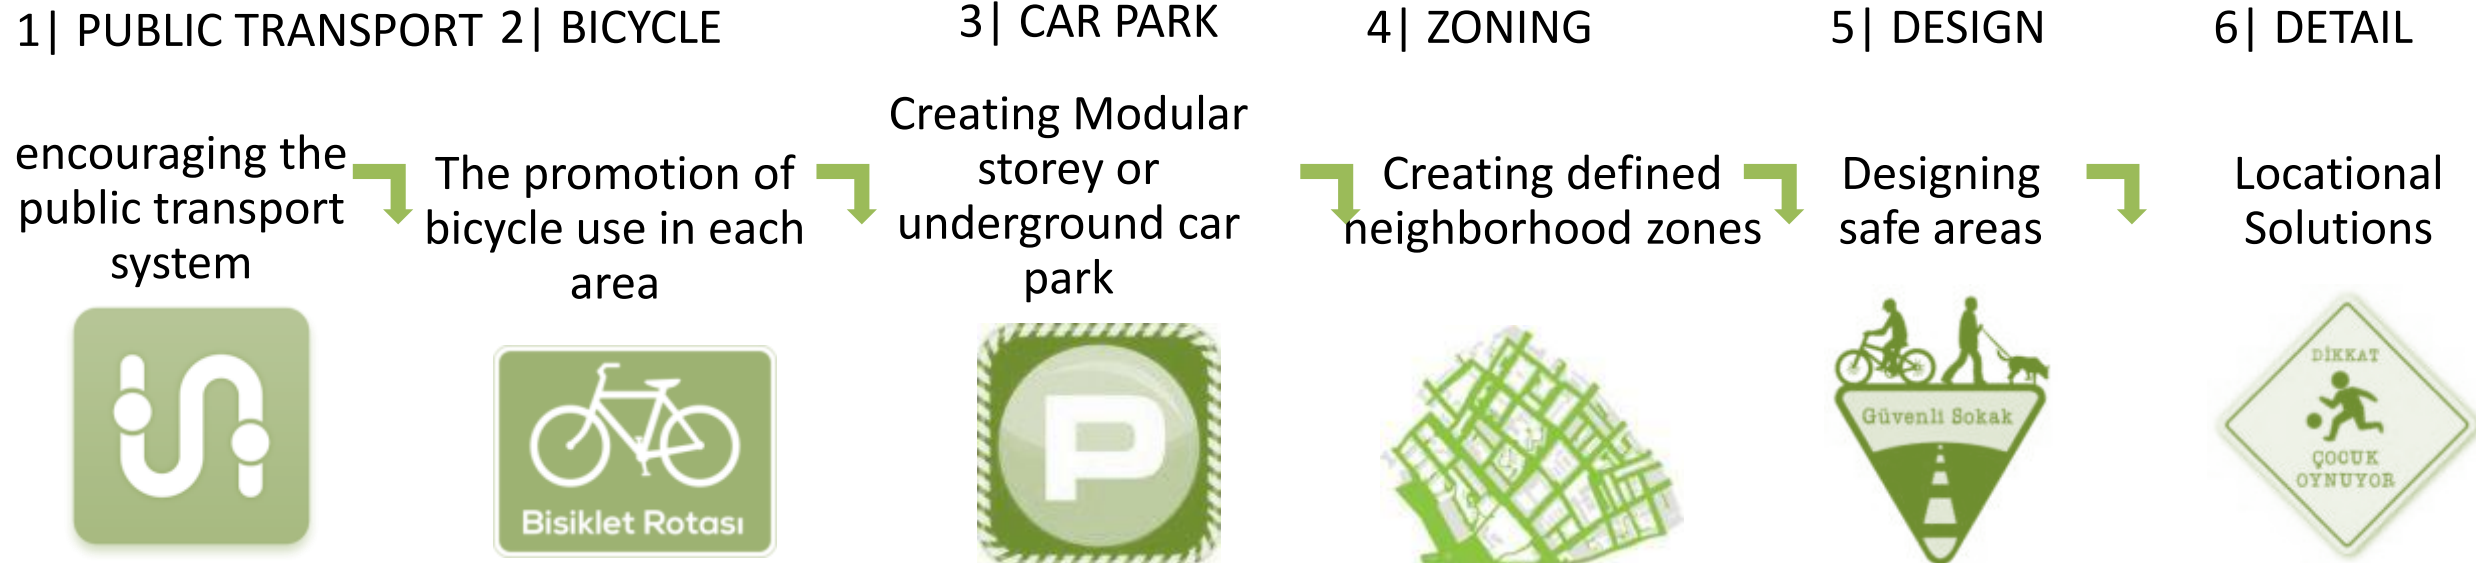 1| PUBLIC TRANSPORT
encouraging the
public transport
system
2| BICYCLE
The promotion of
bicycle use in each
area
Bisiklet Rotası
3| CAR PARK
Creating Modular
storey or
underground car
park
P
4| ZONING
Creating defined
neighborhood zones
5| DESIGN
Designing
safe areas
Güvenli Sokak
6| DETAIL
Locational
Solutions
DİKKAT
ÇOCUK
OYNUYOR